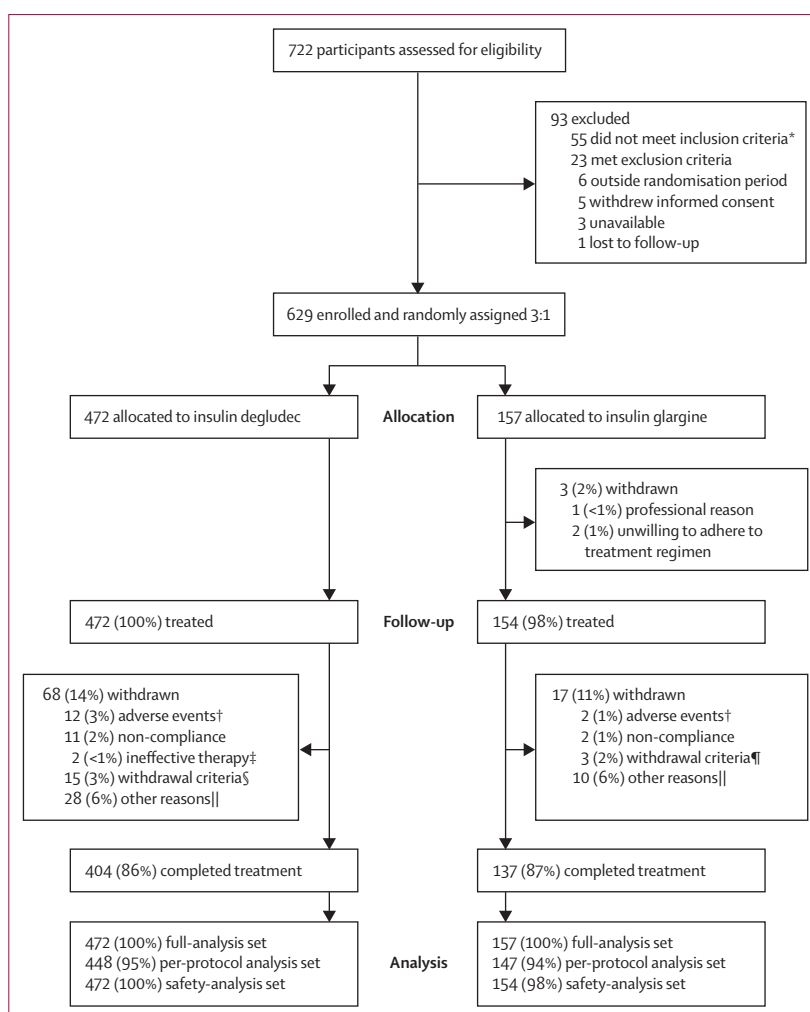 722 participants assessed for eligibility
93 excluded
55 did not meet inclusion criteria*
23 met exclusion criteria
6 outside randomisation period
5 withdrew informed consent
3 unavailable
1 lost to follow-up
629 enrolled and randomly assigned 3:1
472 allocated to insulin degludec
Allocation
157 allocated to insulin glargine
3 (2%) withdrawn
1 (<1%) professional reason
2 (1%) unwilling to adhere to
treatment regimen
472 (100%) treated
Follow-up
154 (98%) treated
68 (14%) withdrawn
12 (3%) adverse events†
11 (2%) non-compliance
2 (<1%) ineffective therapy‡
15 (3%) withdrawal criteria§
28 (6%) other reasons||
17 (11%) withdrawn
2 (1%) adverse events†
2 (1%) non-compliance
3 (2%) withdrawal criteria¶
10 (6%) other reasons||
404 (86%) completed treatment
137 (87%) completed treatment
472 (100%) full-analysis set
448 (95%) per-protocol analysis set
472 (100%) safety-analysis set
Analysis
157 (100%) full-analysis set
147 (94%) per-protocol analysis set
154 (98%) safety-analysis set